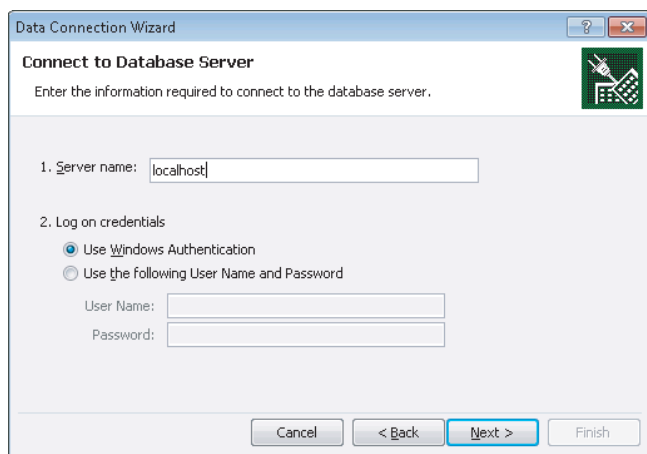 Data Connection Wizard
Connect to Database Server
Enter the information required to connect to the database server.
1. Server name: localhost
2. Log on credentials
Use Windows Authentication
Use the following User Name and Password
User Name:
Password:
Cancel < Back Next > Finish